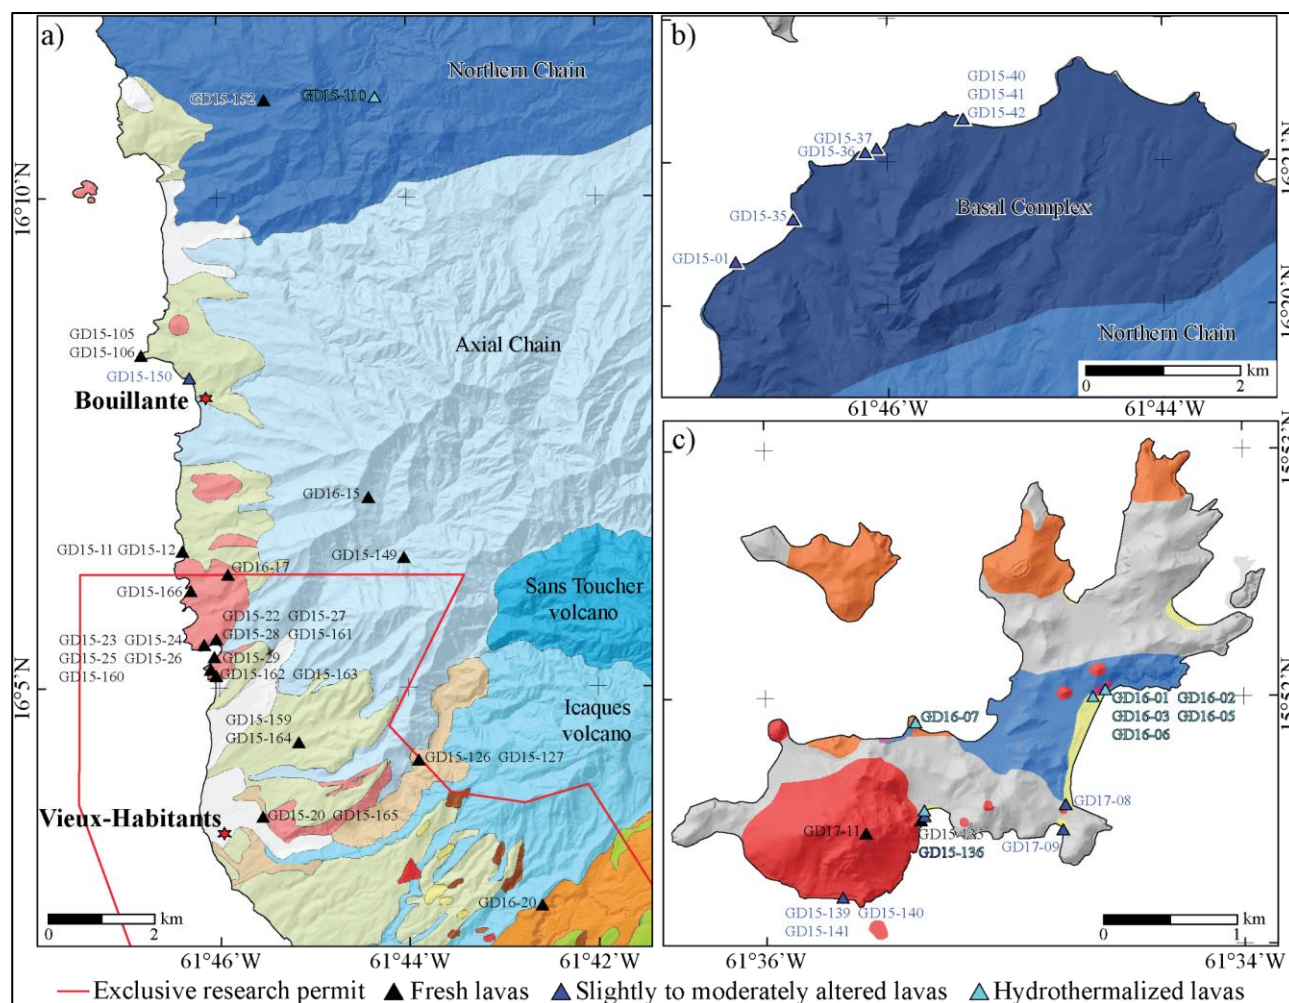 a)
Northern Chain
GD15-152
GD15-110
16°10'N
Axial Chain
GD15-105
GD15-106
GD15-150
Bouillante
GD16-15
GD15-11 GD15-12
GD15-149
GD16-17
GD15-166
Sans Toucher
volcano
GD15-22 GD15-27
GD15-23 GD15-24
GD15-28 GD15-161
GD15-25 GD15-26
GD15-29
GD15-160
GD15-162 GD15-163
16°5'N
Icaques
volcano
GD15-159
GD15-164
GD15-126 GD15-127
Vieux-Habitants
GD15-20 GD15-165
GD16-20
km
0 2
61°46'W 61°44'W 61°42'W
b)
GD15-40
GD15-41
GD15-42
GD15-37
GD15-36
16°21'N
Basal Complex
GD15-35
GD15-01
16°20'N
Northern Chain
km
0 2
61°46'W 61°44'W
c)
15°53'N
GD16-07
GD16-01 GD16-02
GD16-03 GD16-05
GD16-06
15°52'N
GD17-08
GD17-11
GD15-135
GD15-136
GD17-09
GD15-139 GD15-140
GD15-141
km
0 1
61°36'W 61°34'W
Exclusive research permit Fresh lavas Slightly to moderately altered lavas Hydrothermalized lavas